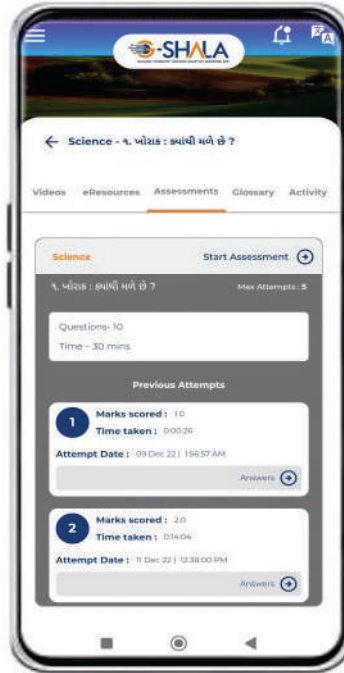 G-SHALA
Science - ૧. ખોરાક : ક્યાંથી મળે છે ?
Videos eResources Assessments Glossary Activity
Science Start Assessment
૧. ખોરાક : ક્યાંથી મળે છે ? Max Attempts : 5
Questions- 10
Time - 30 mins
Previous Attempts
1 Marks scored : 1.0
Time taken : 0:00:26
Attempt Date : 09 Dec 22 | 1:56:57 AM
Answers
2 Marks scored : 2.0
Time taken : 0:14:04
Attempt Date : 11 Dec 22 | 12:38:00 PM
Answers